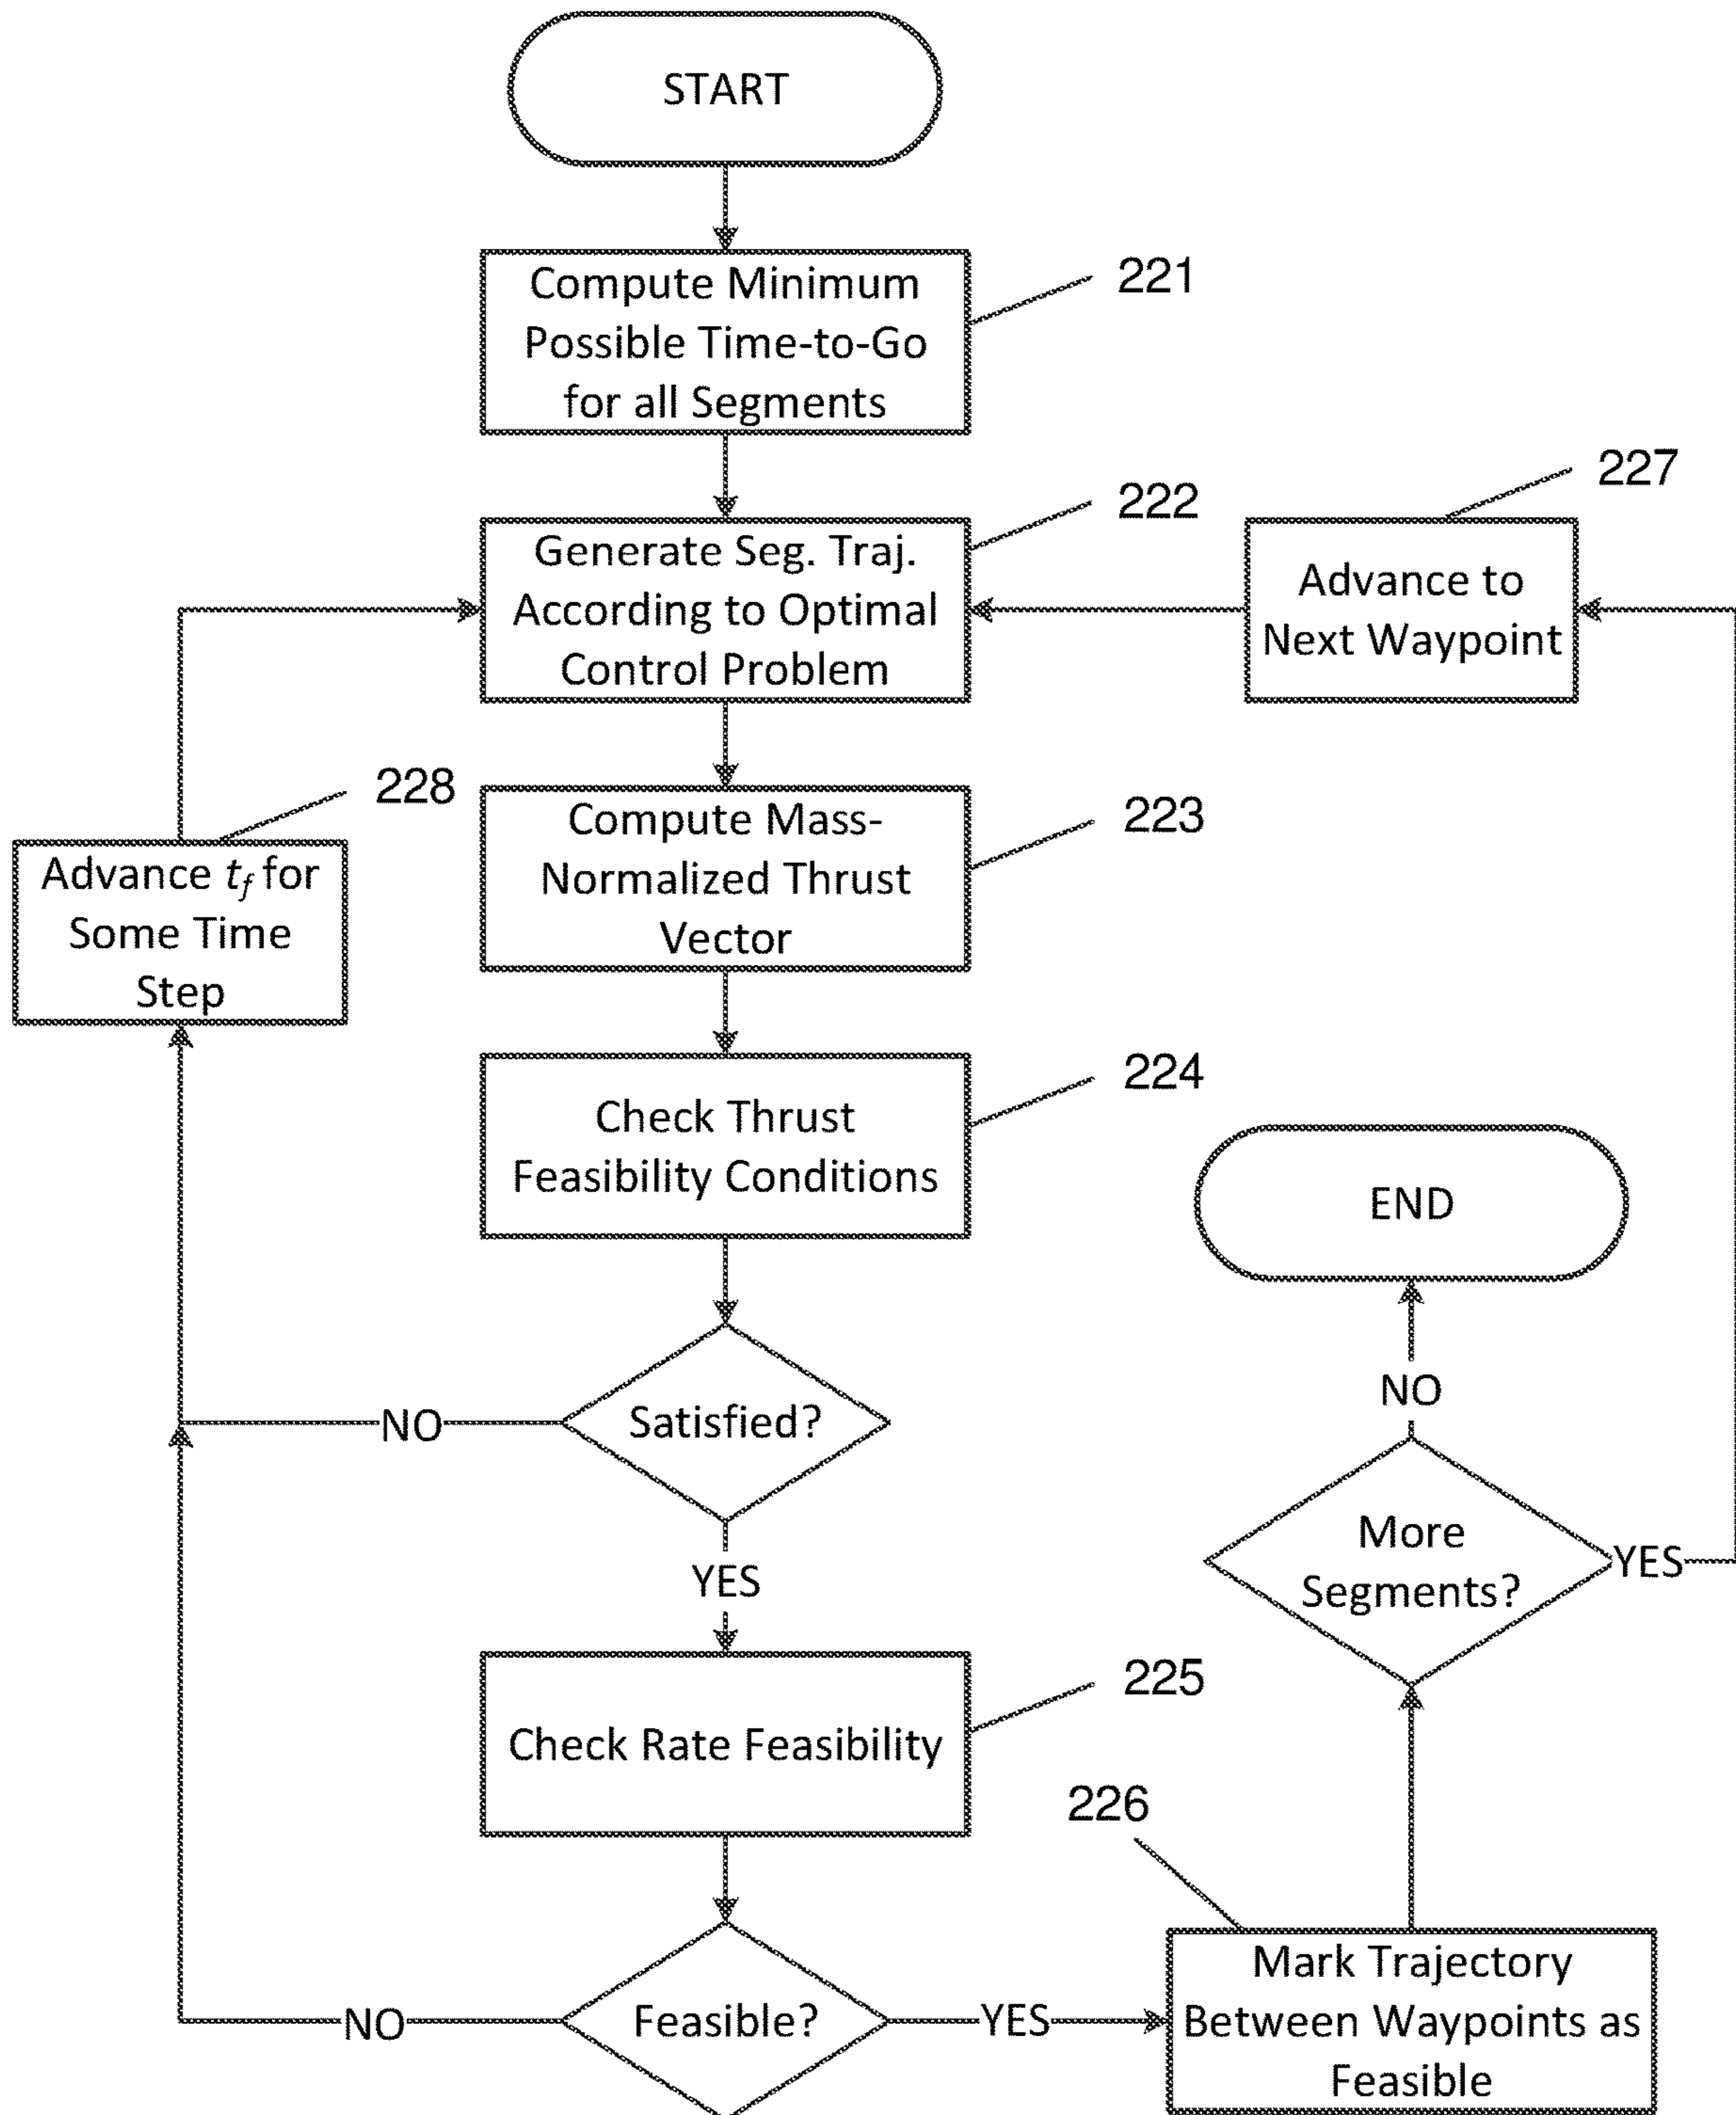 START
Compute Minimum
Possible Time-to-Go
for all Segments
221
Generate Seg. Traj.
According to Optimal
Control Problem
222
Advance to
Next Waypoint
227
Compute Mass-
Normalized Thrust
Vector
223
Advance t_f for
Some Time
Step
228
Check Thrust
Feasibility Conditions
224
Satisfied?
NO
YES
Check Rate Feasibility
225
Feasible?
NO
YES
Mark Trajectory
Between Waypoints as
Feasible
226
More
Segments?
YES
NO
END